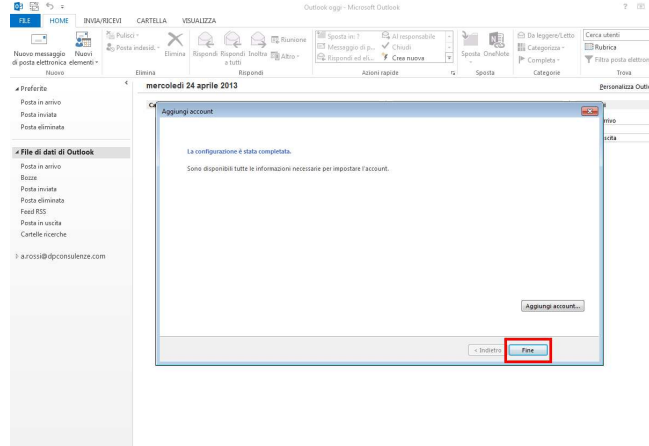 Outlook oggi - Microsoft Outlook
FILE HOME INVIA/RICEVI CARTELLA VISUALIZZA
Nuovo messaggio di posta elettronica
Nuovi elementi
Nuovo
Pulisci
Posta indesid.
Elimina
Elimina
Rispondi
Rispondi a tutti
Inoltra
Riunione
Altro
Rispondi
Sposta in: ?
Messaggio di p...
Rispondi ed eli...
Al responsabile
Chiudi
Crea nuova
Azioni rapide
Sposta
OneNote
Sposta
Da leggere/Letto
Categorizza
Completa
Categorie
Cerca utenti
Rubrica
Filtra posta elettron
Trova
Preferite
Posta in arrivo
Posta inviata
Posta eliminata
File di dati di Outlook
Posta in arrivo
Bozze
Posta inviata
Posta eliminata
Feed RSS
Posta in uscita
Cartelle ricerche
a.rossi@dpconsulenze.com
mercoledì 24 aprile 2013
Personalizza Outlo
Ca
rrivo
scita
Aggiungi account
La configurazione è stata completata.
Sono disponibili tutte le informazioni necessarie per impostare l'account.
Aggiungi account...
< Indietro
Fine